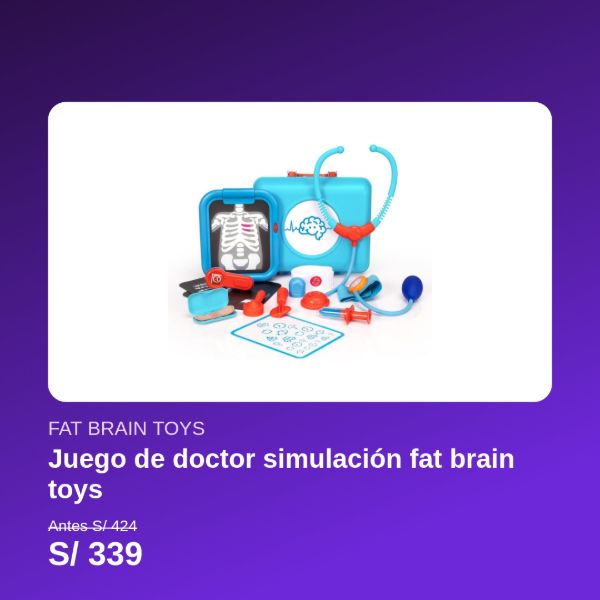 FAT BRAIN TOYS
Juego de doctor simulación fat brain
toys
Antes S/ 424
S/ 339